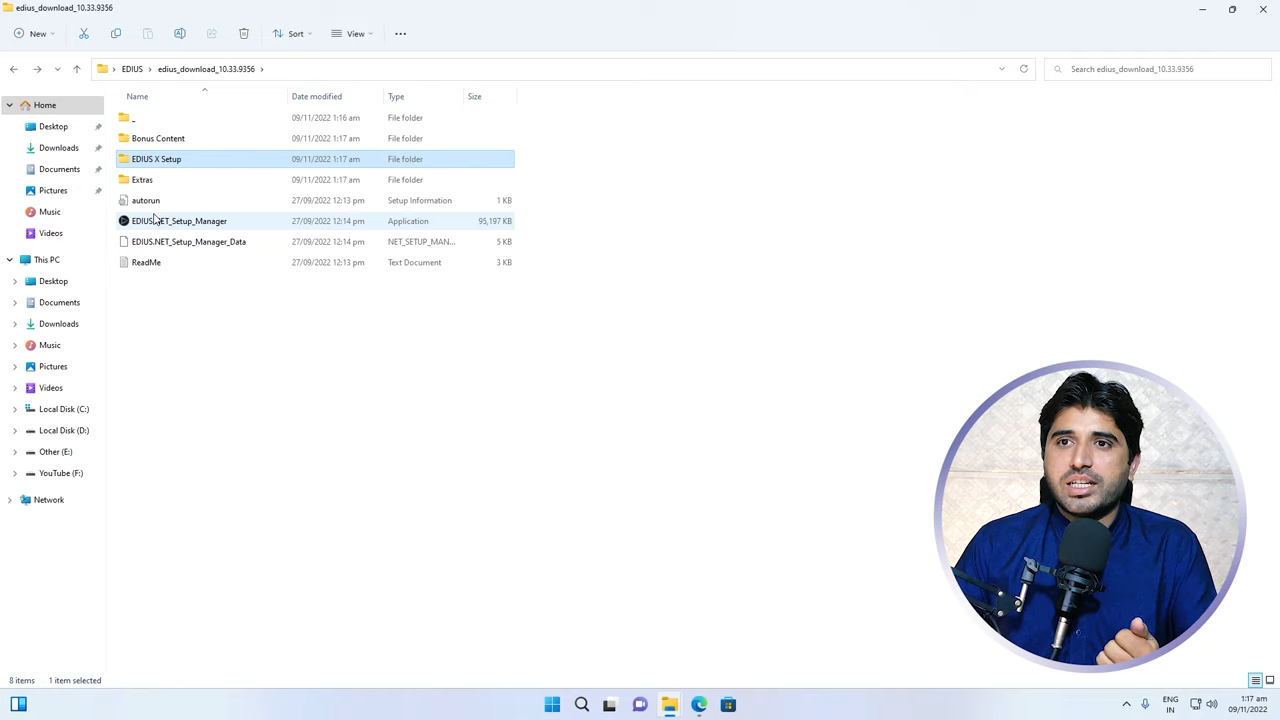 edius_download_10.33.9356
New
Sort
View
EDIUS > edius_download_10.33.9356 >
Search edius_download_10.33.9356
Name Date modified Type Size
_ 09/11/2022 1:16 am File folder
Bonus Content 09/11/2022 1:17 am File folder
EDIUS X Setup 09/11/2022 1:17 am File folder
Extras 09/11/2022 1:17 am File folder
autorun 27/09/2022 12:13 pm Setup Information 1 KB
EDIUS.NET_Setup_Manager 27/09/2022 12:14 pm Application 95,197 KB
EDIUS.NET_Setup_Manager_Data 27/09/2022 12:14 pm NET_SETUP_MAN... 5 KB
ReadMe 27/09/2022 12:13 pm Text Document 3 KB
Home
Desktop
Downloads
Documents
Pictures
Music
Videos
This PC
Desktop
Documents
Downloads
Music
Pictures
Videos
Local Disk (C:)
Local Disk (D:)
Other (E:)
YouTube (F:)
Network
8 items 1 item selected
ENG
IN
1:17 am
09/11/2022